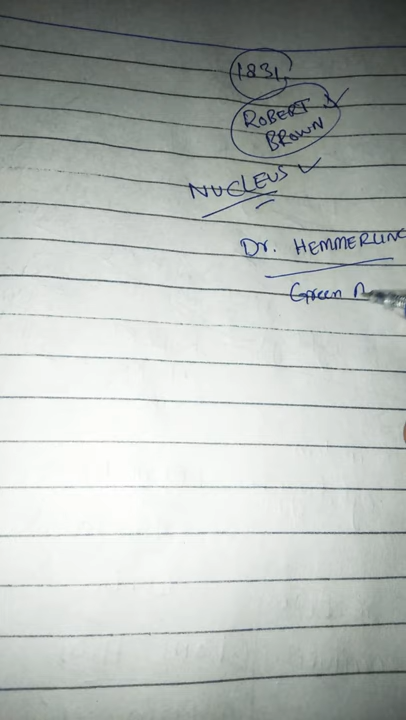 1831,
ROBERT
BROWN
NUCLEUS
Dr. HEMMERLING
Green